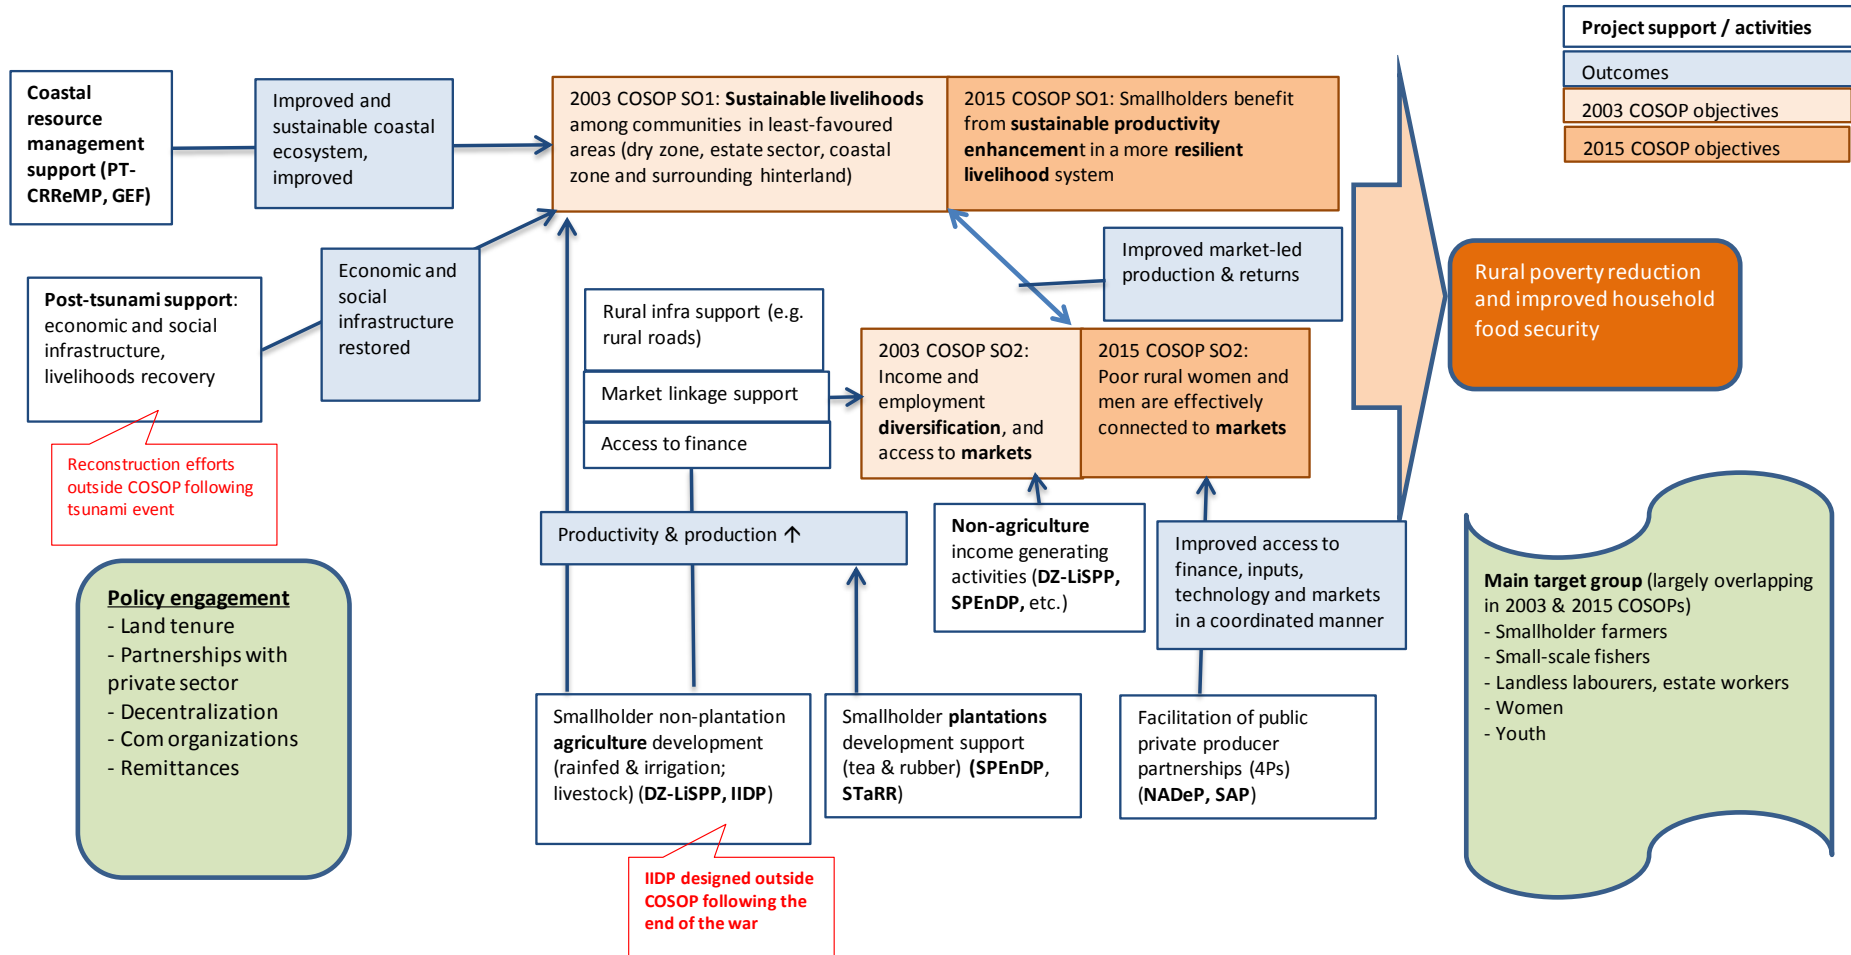 Project support / activities
Outcomes
2003 COSOP objectives
2015 COSOP objectives
Coastal
resource
management
support (PT-
CRReMP, GEF)
Improved and
sustainable coastal
ecosystem,
improved
2003 COSOP SO1: Sustainable livelihoods
among communities in least-favoured
areas (dry zone, estate sector, coastal
zone and surrounding hinterland)
2015 COSOP SO1: Smallholders benefit
from sustainable productivity
enhancement in a more resilient
livelihood system
Post-tsunami support:
economic and social
infrastructure,
livelihoods recovery
Economic and
social
infrastructure
restored
Improved market-led
production & returns
Rural poverty reduction
and improved household
food security
Rural infra support (e.g.
rural roads)
Market linkage support
Access to finance
2003 COSOP SO2:
Income and
employment
diversification, and
access to markets
2015 COSOP SO2:
Poor rural women and
men are effectively
connected to markets
Reconstruction efforts
outside COSOP following
tsunami event
Productivity & production ↑
Non-agriculture
income generating
activities (DZ-LiSPP,
SPEnDP, etc.)
Improved access to
finance, inputs,
technology and markets
in a coordinated manner
Policy engagement
- Land tenure
- Partnerships with
private sector
- Decentralization
- Com organizations
- Remittances
Main target group (largely overlapping
in 2003 & 2015 COSOPs)
- Smallholder farmers
- Small-scale fishers
- Landless labourers, estate workers
- Women
- Youth
Smallholder non-plantation
agriculture development
(rainfed & irrigation;
livestock) (DZ-LiSPP, IIDP)
Smallholder plantations
development support
(tea & rubber) (SPEnDP,
STaRR)
Facilitation of public
private producer
partnerships (4Ps)
(NADeP, SAP)
IIDP designed outside
COSOP following the
end of the war